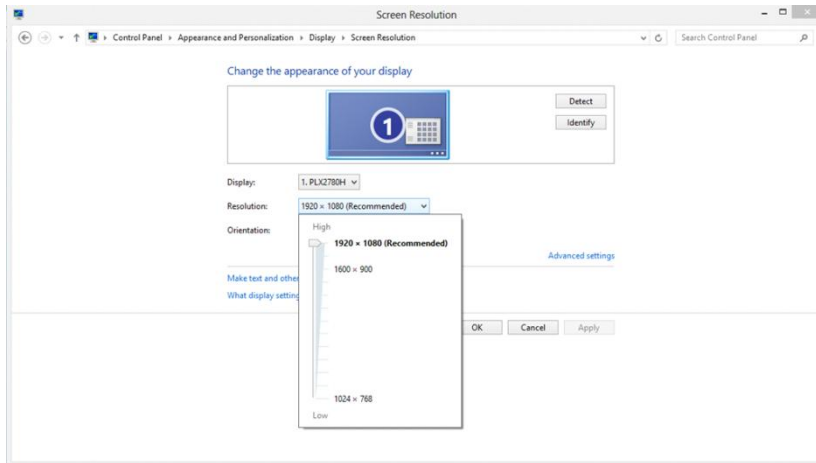 Screen Resolution
Control Panel Appearance and Personalization Display Screen Resolution
Search Control Panel
Change the appearance of your display
1
Detect
Identify
Display: 1. PLX2780H
Resolution: 1920 × 1080 (Recommended)
Orientation:
High
1920 × 1080 (Recommended)
1600 × 900
1024 × 768
Low
Advanced settings
Make text and other
What display setting
OK Cancel Apply